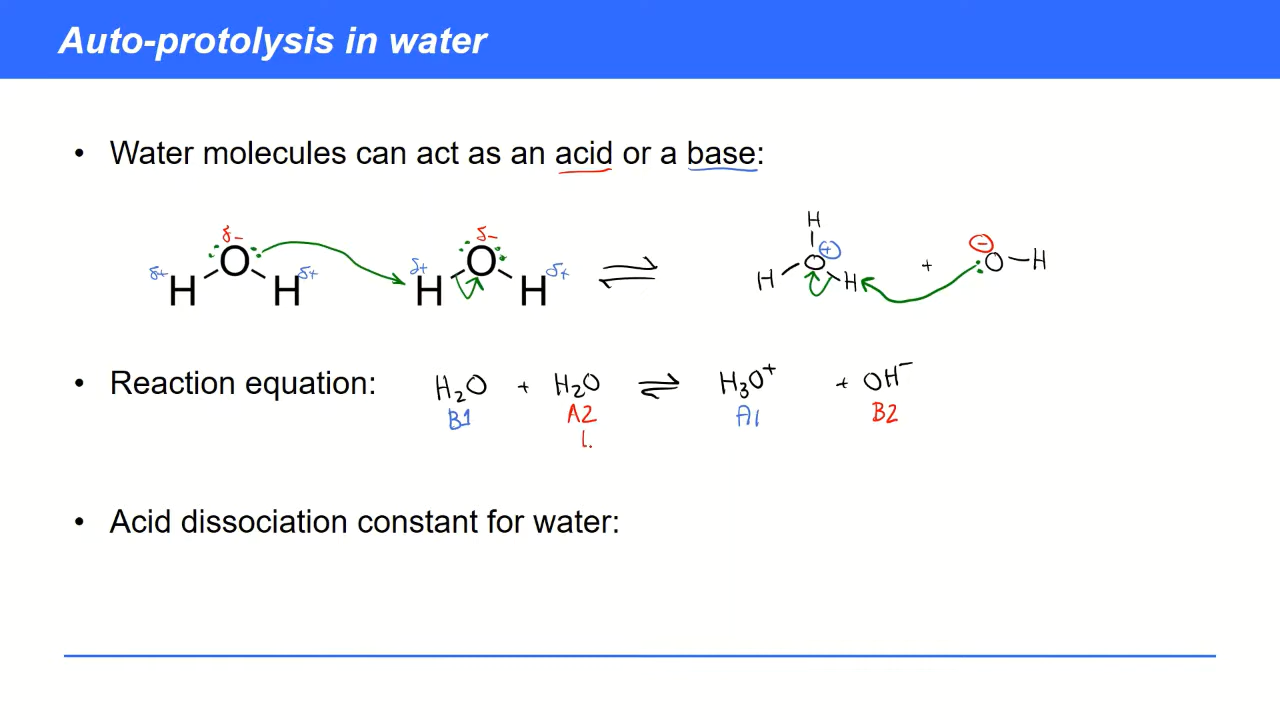 Auto-protolysis in water
• Water molecules can act as an acid or a base:
H
δ- δ- ⊕ ⊖
O O O + O-H
δ+ H H δ+ δ+ H H δ+ ⇌ H H
• Reaction equation: H₂O + H₂O ⇌ H₃O⁺ + OH⁻
B1 A2 A1 B2
1.
• Acid dissociation constant for water: